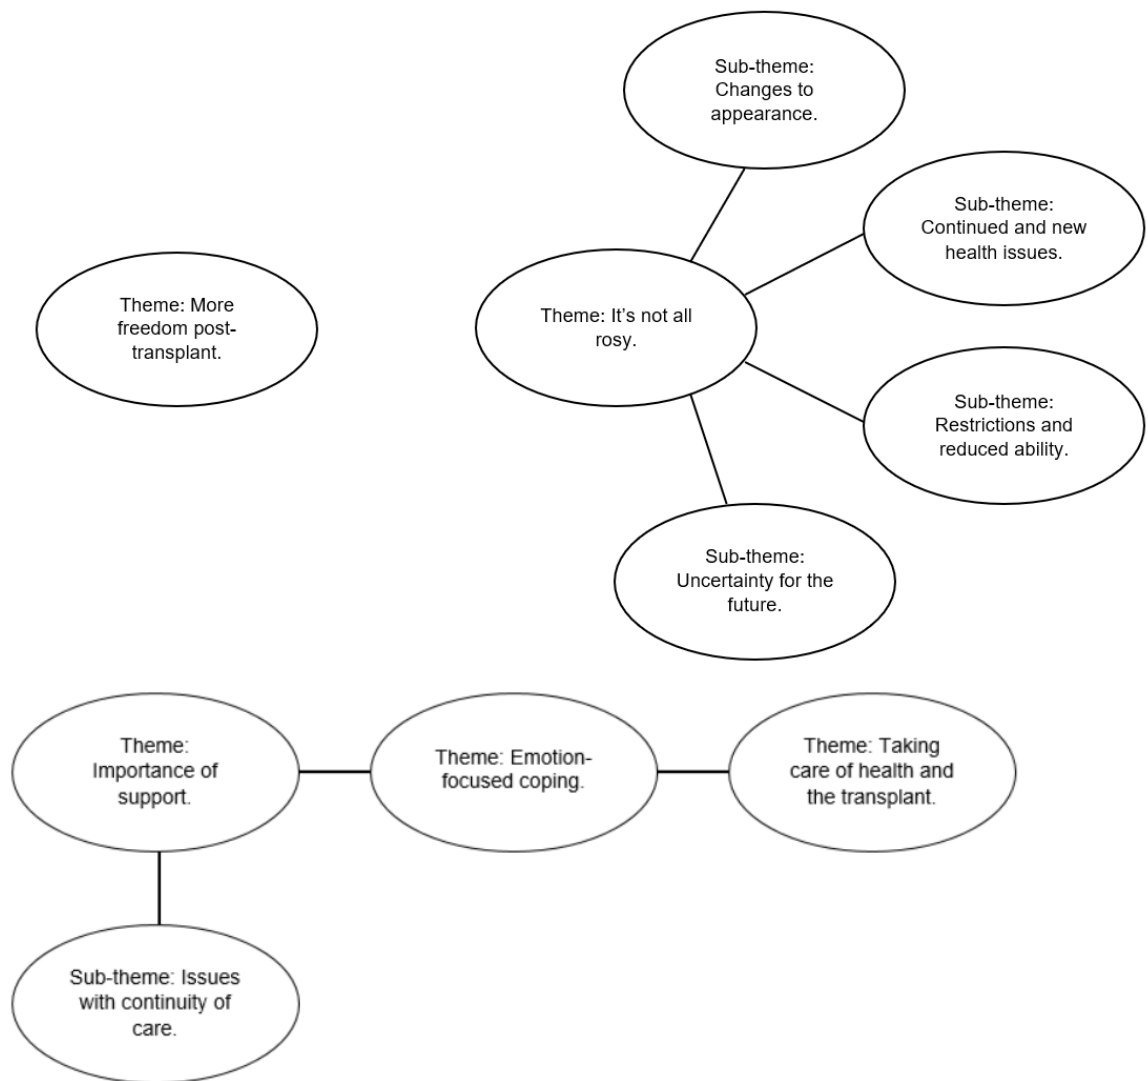 Sub-theme:
Changes to
appearance.
Sub-theme:
Continued and new
health issues.
Theme: More
freedom post-
transplant.
Theme: It's not all
rosy.
Sub-theme:
Restrictions and
reduced ability.
Sub-theme:
Uncertainty for the
future.
Theme:
Importance of
support.
Theme: Emotion-
focused coping.
Theme: Taking
care of health and
the transplant.
Sub-theme: Issues
with continuity of
care.